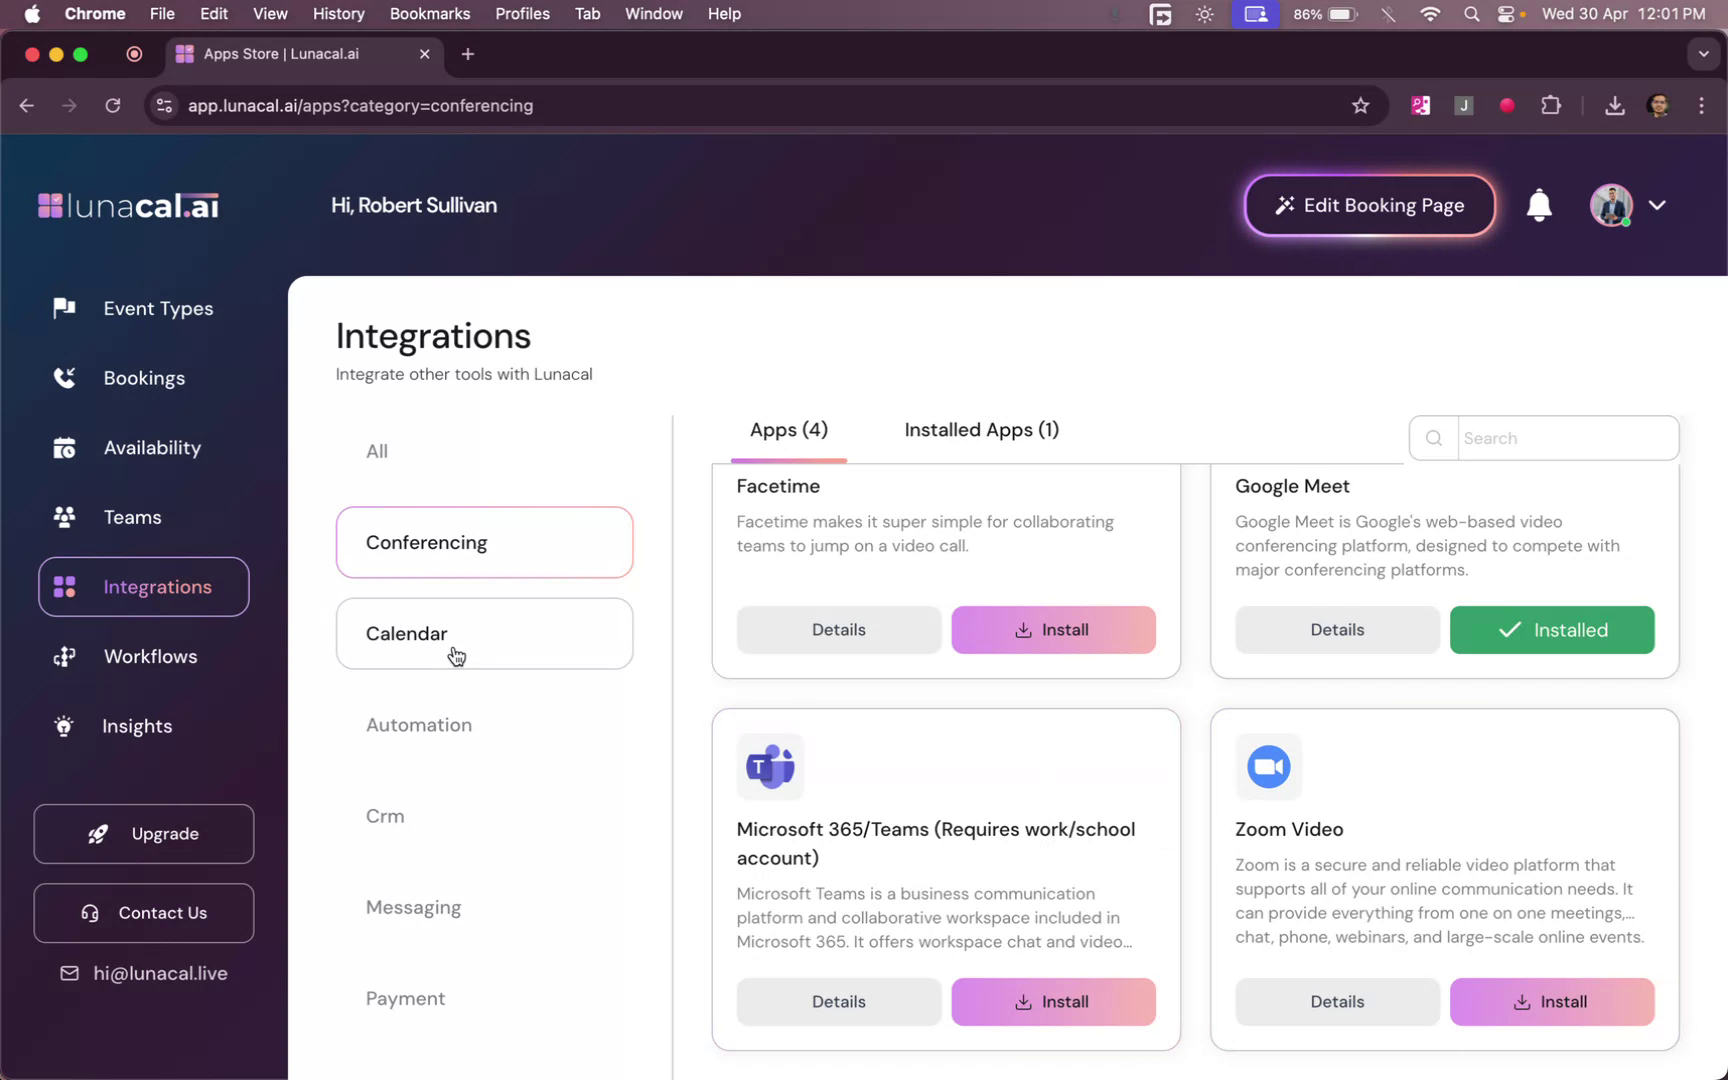 Chrome File Edit View History Bookmarks Profiles Tab Window Help
86% Wed 30 Apr 12:01 PM
Apps Store | Lunacal.ai
app.lunacal.ai/apps?category=conferencing
J
lunacal.ai
Hi, Robert Sullivan
Edit Booking Page
Event Types
Bookings
Availability
Teams
Integrations
Workflows
Insights
Upgrade
Contact Us
hi@lunacal.live
Integrations
Integrate other tools with Lunacal
All
Conferencing
Calendar
Automation
Crm
Messaging
Payment
Apps (4)
Installed Apps (1)
Search
Facetime
Facetime makes it super simple for collaborating
teams to jump on a video call.
Details
Install
Google Meet
Google Meet is Google's web-based video
conferencing platform, designed to compete with
major conferencing platforms.
Details
Installed
T
Microsoft 365/Teams (Requires work/school
account)
Microsoft Teams is a business communication
platform and collaborative workspace included in
Microsoft 365. It offers workspace chat and video...
Details
Install
Zoom Video
Zoom is a secure and reliable video platform that
supports all of your online communication needs. It
can provide everything from one on one meetings,...
chat, phone, webinars, and large-scale online events.
Details
Install